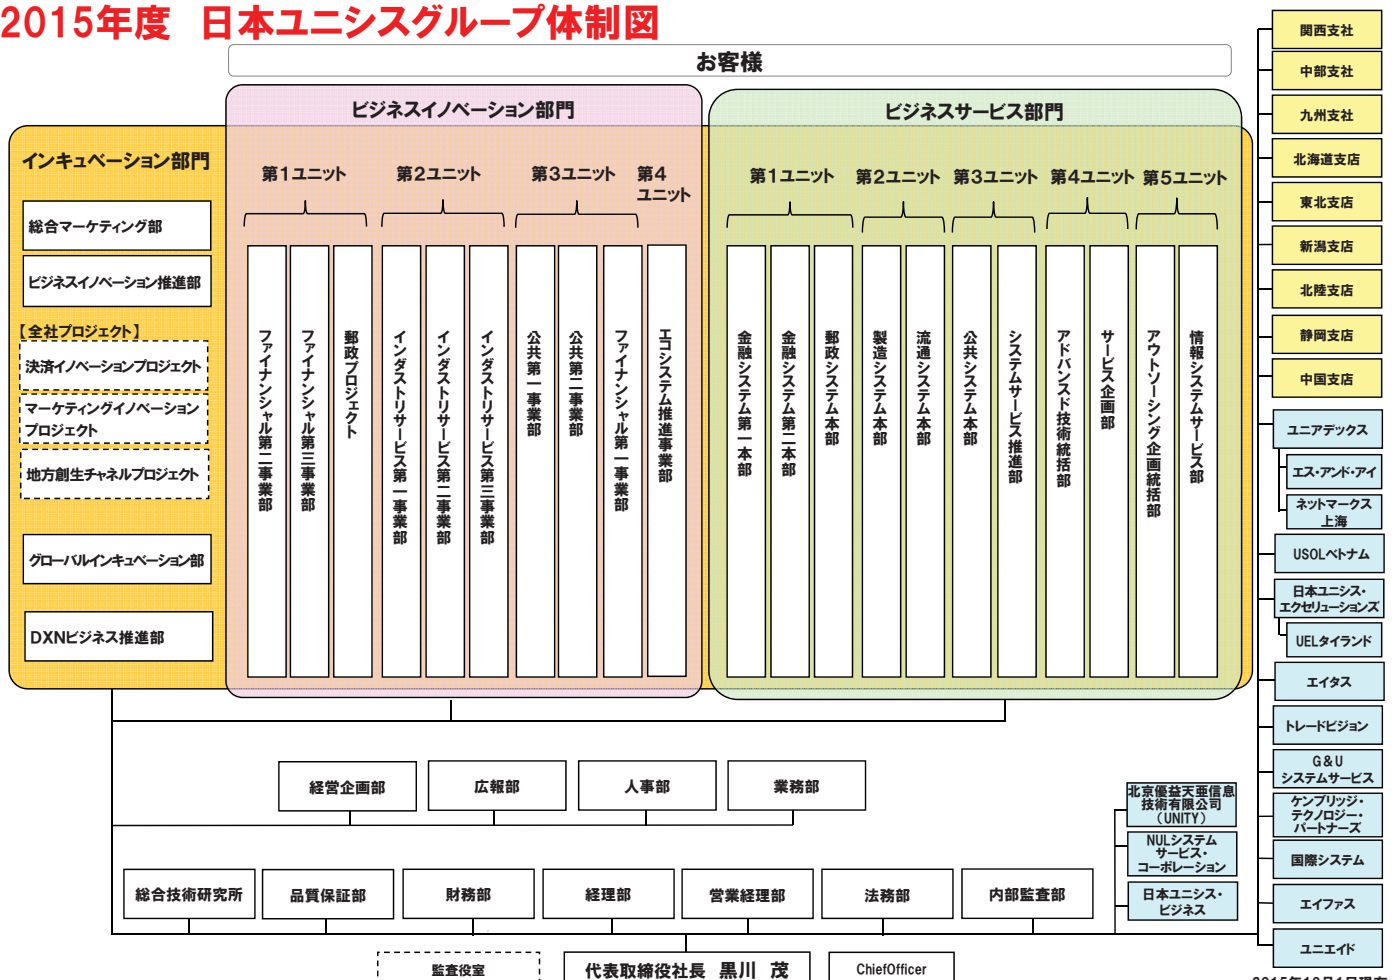 2015年度 日本ユニシスグループ体制図
お客様
インキュベーション部門
総合マーケティング部
ビジネスイノベーション推進部
【全社プロジェクト】
決済イノベーションプロジェクト
マーケティングイノベーション
プロジェクト
地方創生チャネルプロジェクト
グローバルインキュベーション部
DXNビジネス推進部
ビジネスイノベーション部門
第1ユニット
第2ユニット
第3ユニット
第4
ユニット
ファイナンシャル第二事業部
ファイナンシャル第三事業部
郵政プロジェクト
インダストリサービス第一事業部
インダストリサービス第二事業部
インダストリサービス第三事業部
公共第一事業部
公共第二事業部
ファイナンシャル第一事業部
エコシステム推進事業部
ビジネスサービス部門
第1ユニット
第2ユニット
第3ユニット
第4ユニット
第5ユニット
金融システム第一本部
金融システム第二本部
郵政システム本部
製造システム本部
流通システム本部
公共システム本部
システムサービス推進部
アドバンスド技術統括部
サービス企画部
アウトソーシング企画統括部
情報システムサービス部
関西支社
中部支社
九州支社
北海道支店
東北支店
新潟支店
北陸支店
静岡支店
中国支店
ユニアデックス
エス・アンド・アイ
ネットマークス
上海
USOLベトナム
日本ユニシス・
エクセリューションズ
UELタイランド
エイタス
トレードビジョン
G&U
システムサービス
ケンブリッジ・
テクノロジー・
パートナーズ
国際システム
エイファス
ユニエイド
経営企画部
広報部
人事部
業務部
北京優益天亜信息
技術有限公司
(UNITY)
NULシステム
サービス・
コーポレーション
日本ユニシス・
ビジネス
総合技術研究所
品質保証部
財務部
経理部
営業経理部
法務部
内部監査部
監査役室
代表取締役社長 黒川 茂
ChiefOfficer
2015年10月1日現在